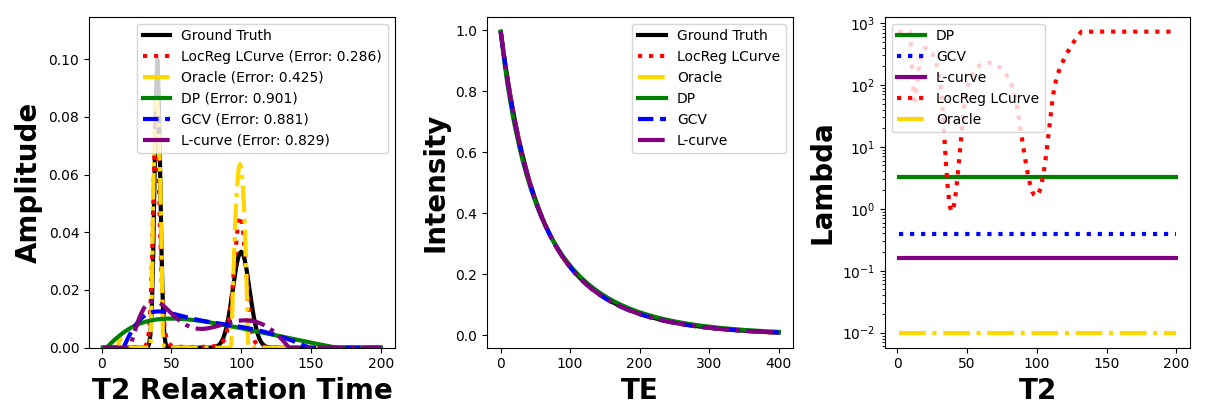 Amplitude
0.10
0.08
0.06
0.04
0.02
0.00
Ground Truth
LocReg LCurve (Error: 0.286)
Oracle (Error: 0.425)
DP (Error: 0.901)
GCV (Error: 0.881)
L-curve (Error: 0.829)
0 50 100 150 200
T2 Relaxation Time
Intensity
1.0
0.8
0.6
0.4
0.2
0.0
Ground Truth
LocReg LCurve
Oracle
DP
GCV
L-curve
0 100 200 300 400
TE
Lambda
10³
10²
10¹
10⁰
10⁻¹
10⁻²
DP
GCV
L-curve
LocReg LCurve
Oracle
0 50 100 150 200
T2